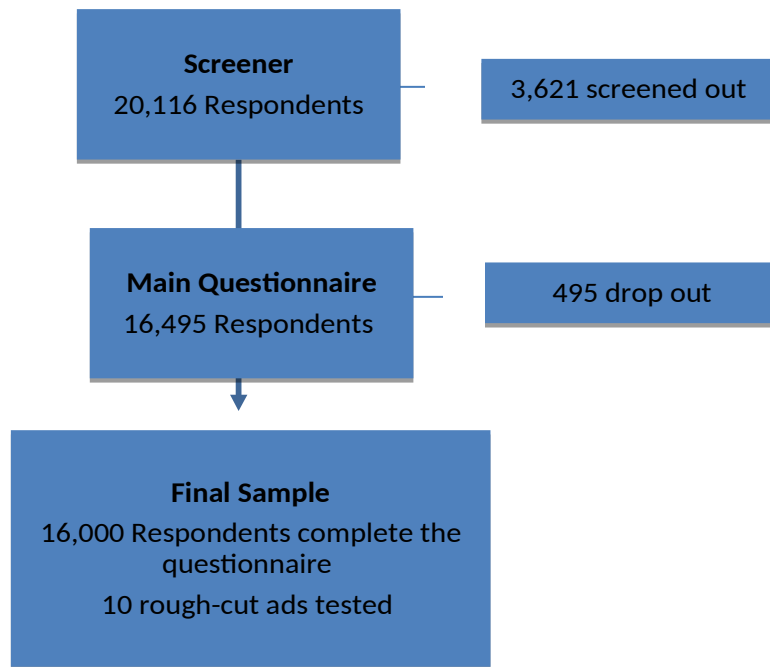 Screener
20,116 Respondents
3,621 screened out
Main Questionnaire
16,495 Respondents
495 drop out
Final Sample
16,000 Respondents complete the
questionnaire
10 rough-cut ads tested